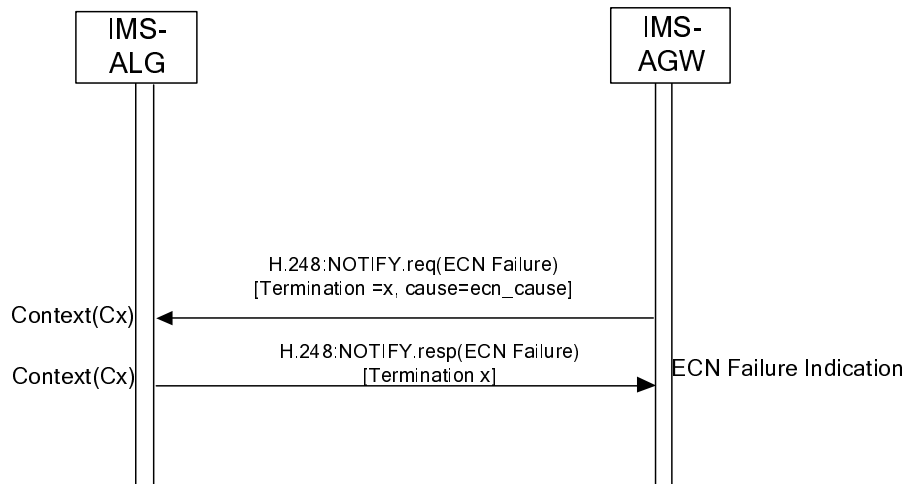 IMS-
ALG
IMS-
AGW
H.248:NOTIFY.req(ECN Failure)
[Termination =x, cause=ecn_cause]
Context(Cx)
H.248:NOTIFY.resp(ECN Failure)
[Termination x]
Context(Cx)
ECN Failure Indication